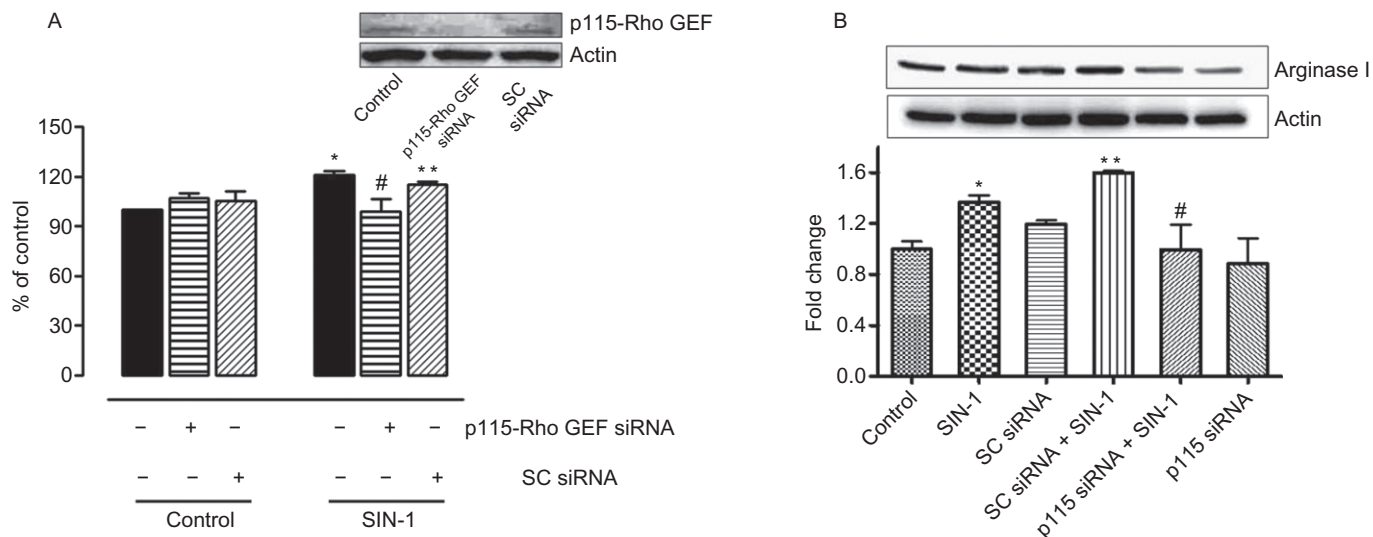 A
p115-Rho GEF
Actin
Control
p115-Rho GEF
siRNA
SC
siRNA
150
120
90
60
30
0
% of control
*
#
**
– + – – + – p115-Rho GEF siRNA
– – + – – + SC siRNA
Control SIN-1
B
Arginase I
Actin
1.6
1.2
0.8
0.4
0.0
Fold change
*
**
#
Control
SIN-1
SC siRNA
SC siRNA + SIN-1
p115 siRNA + SIN-1
p115 siRNA